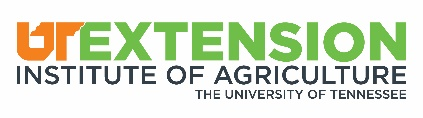 UTEXTENSION
INSTITUTE OF AGRICULTURE
THE UNIVERSITY OF TENNESSEE